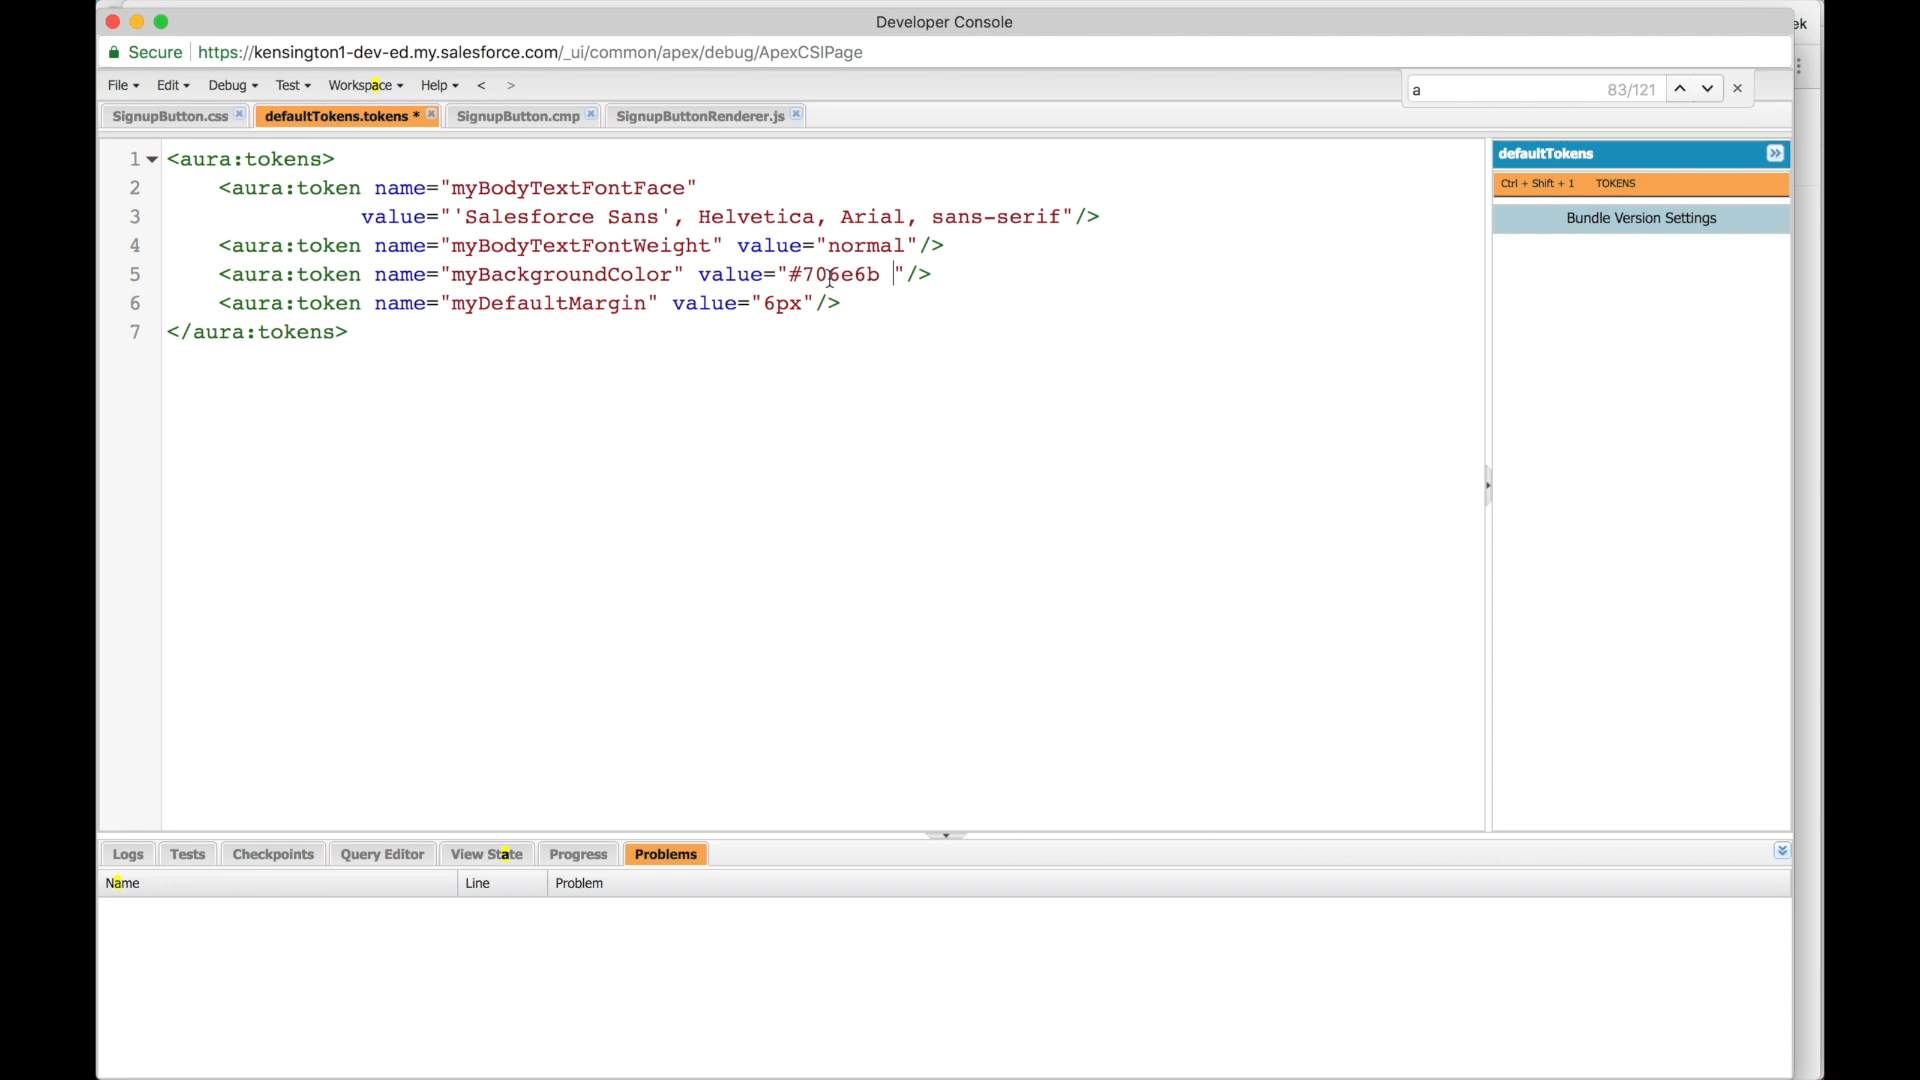 Developer Console
ek
Secure https://kensington1-dev-ed.my.salesforce.com/_ui/common/apex/debug/ApexCSIPage
File Edit Debug Test Workspace Help < >
a 83/121
SignupButton.css defaultTokens.tokens * SignupButton.cmp SignupButtonRenderer.js
1 <aura:tokens>
2 <aura:token name="myBodyTextFontFace"
3 value="'Salesforce Sans', Helvetica, Arial, sans-serif"/>
4 <aura:token name="myBodyTextFontWeight" value="normal"/>
5 <aura:token name="myBackgroundColor" value="#706e6b "/>
6 <aura:token name="myDefaultMargin" value="6px"/>
7 </aura:tokens>
defaultTokens
Ctrl + Shift + 1 TOKENS
Bundle Version Settings
Logs Tests Checkpoints Query Editor View State Progress Problems
Name Line Problem